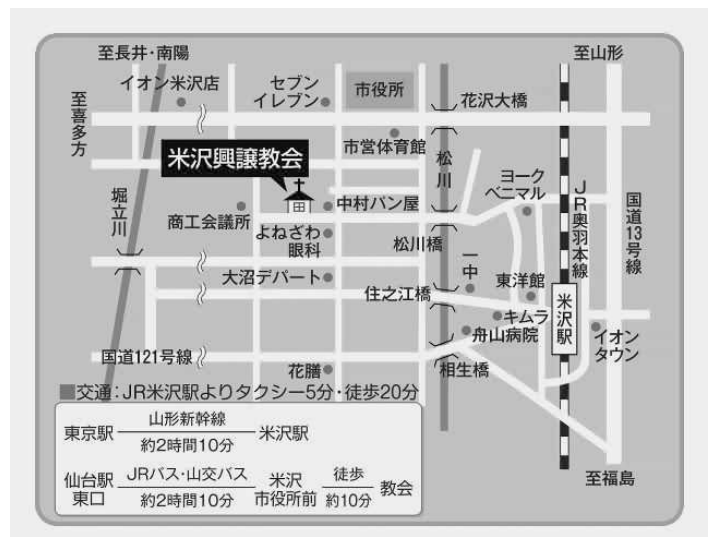 至長井・南陽
至山形
イオン米沢店
セブン
イレブン
市役所
花沢大橋
至喜多方
市営体育館
松川
米沢興譲教会
ヨーク
ベニマル
JR奥羽本線
国道13号線
堀立川
商工会議所
中村パン屋
よねざわ
眼科
松川橋
一中
大沼デパート
住之江橋
東洋館
米沢駅
キムラ
舟山病院
イオン
タウン
国道121号線
花膳
相生橋
■交通：JR米沢駅よりタクシー5分・徒歩20分
東京駅 山形新幹線 約2時間10分 米沢駅
仙台駅東口 JRバス・山交バス 約2時間10分 米沢市役所前 徒歩 約10分 教会
至福島